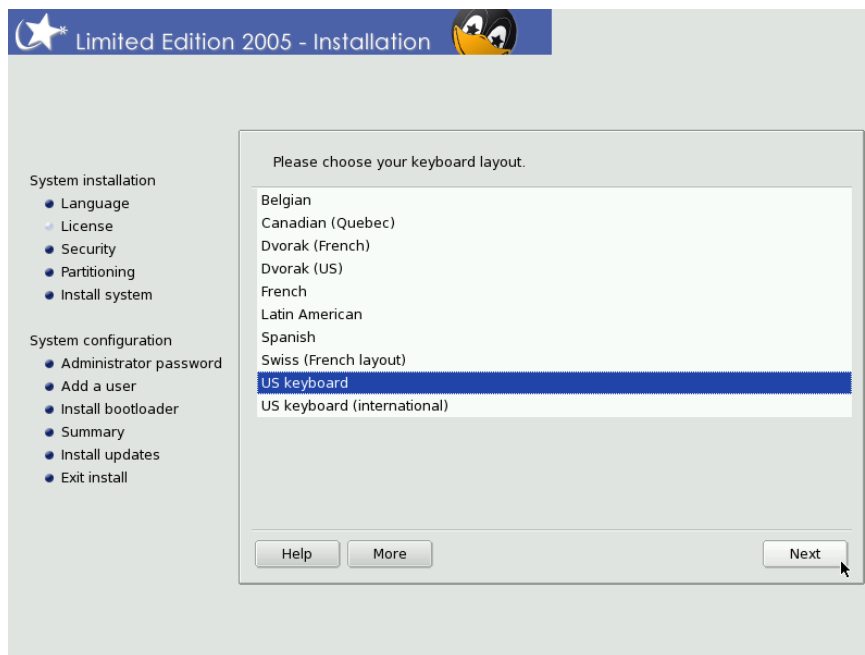 Limited Edition 2005 - Installation
System installation
Language
License
Security
Partitioning
Install system
System configuration
Administrator password
Add a user
Install bootloader
Summary
Install updates
Exit install
Please choose your keyboard layout.
Belgian
Canadian (Quebec)
Dvorak (French)
Dvorak (US)
French
Latin American
Spanish
Swiss (French layout)
US keyboard
US keyboard (international)
Help
More
Next